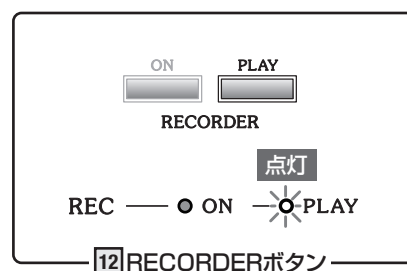 ON PLAY
RECORDER
点灯
REC ON PLAY
12 RECORDERボタン